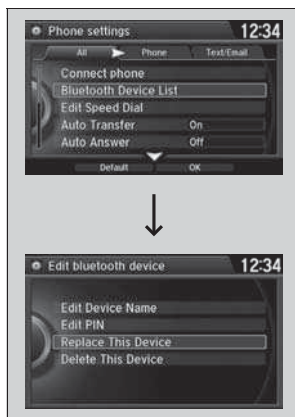 Phone settings 12:34
All Phone Text/Email
Connect phone
Bluetooth Device List
Edit Speed Dial
Auto Transfer On
Auto Answer Off
Default OK
Edit bluetooth device 12:34
Edit Device Name
Edit PIN
Replace This Device
Delete This Device